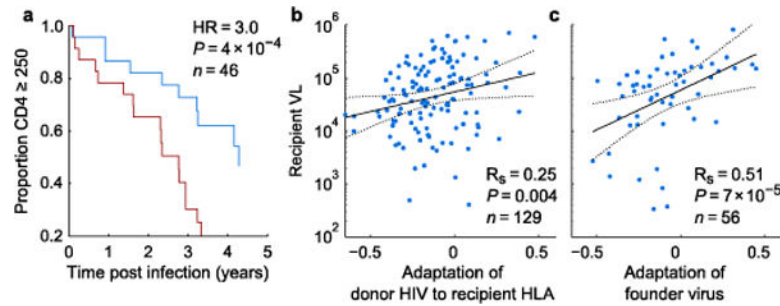 a
HR = 3.0
P = 4×10⁻⁴
n = 46
Proportion CD4 ≥ 250
1.0
0.8
0.6
0.4
0.2
0 1 2 3 4 5
Time post infection (years)
b
Recipient VL
10⁶
10⁵
10⁴
10³
10²
Rs = 0.25
P = 0.004
n = 129
−0.5 0 0.5
Adaptation of
donor HIV to recipient HLA
c
Rs = 0.51
P = 7×10⁻⁵
n = 56
−0.5 0 0.5
Adaptation of
founder virus